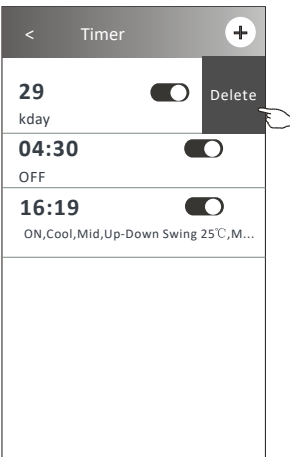 < Timer +
29
kday
Delete
04:30
OFF
16:19
ON,Cool,Mid,Up-Down Swing 25℃,M...